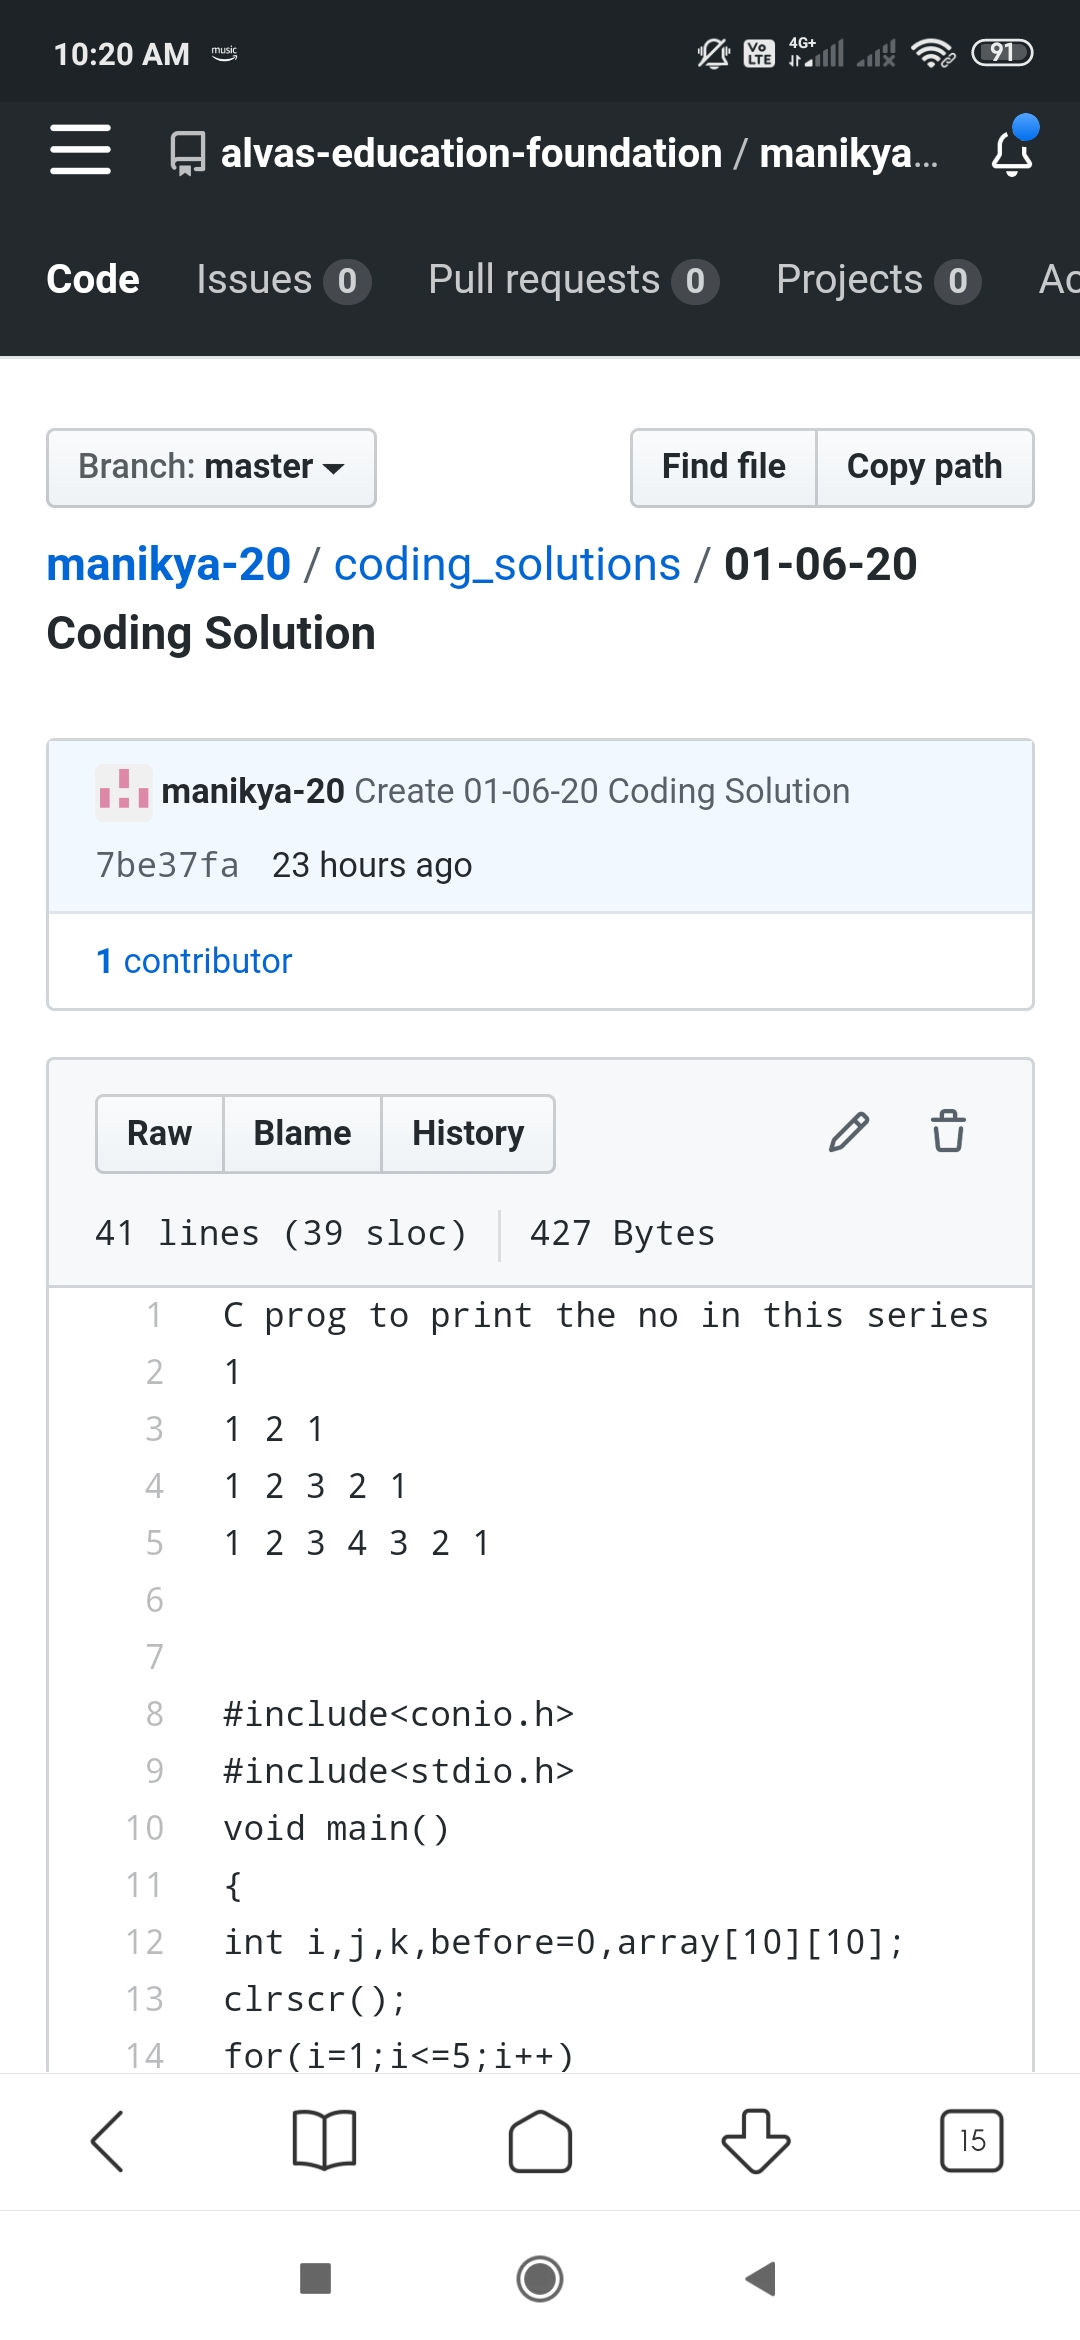 10:20 AM music Vo LTE 4G+ 91
alvas-education-foundation / manikya...
Code Issues 0 Pull requests 0 Projects 0 Ac
Branch: master Find file Copy path
manikya-20 / coding_solutions / 01-06-20
Coding Solution
manikya-20 Create 01-06-20 Coding Solution
7be37fa 23 hours ago
1 contributor
Raw Blame History
41 lines (39 sloc) 427 Bytes
1 C prog to print the no in this series
2 1
3 1 2 1
4 1 2 3 2 1
5 1 2 3 4 3 2 1
6
7
8 #include<conio.h>
9 #include<stdio.h>
10 void main()
11 {
12 int i,j,k,before=0,array[10][10];
13 clrscr();
14 for(i=1;i<=5;i++)
15